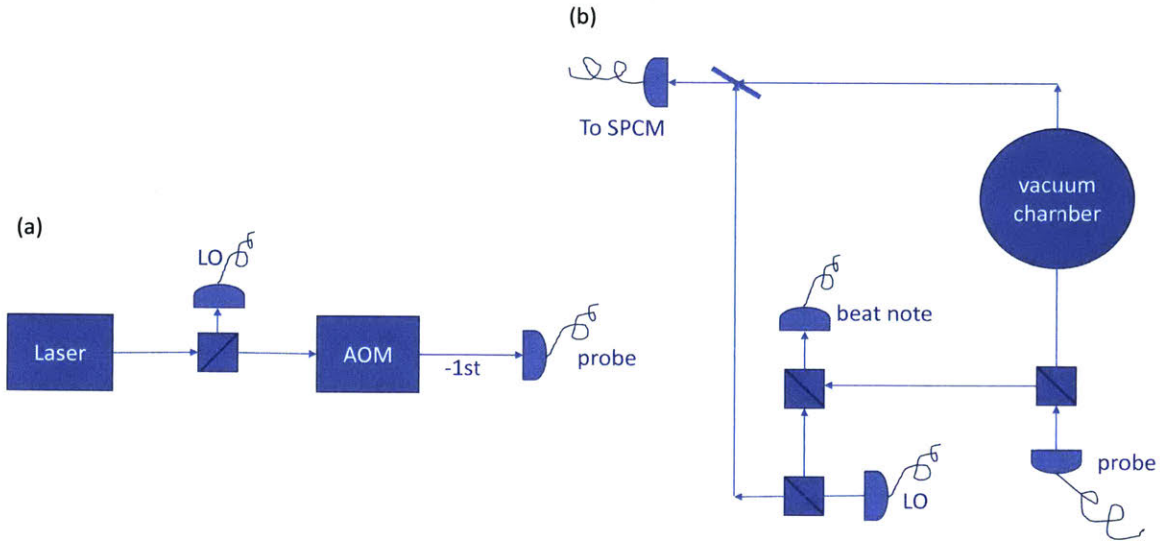 (a)
LO
Laser
AOM
-1st
probe
(b)
To SPCM
vacuum
chamber
beat note
probe
LO